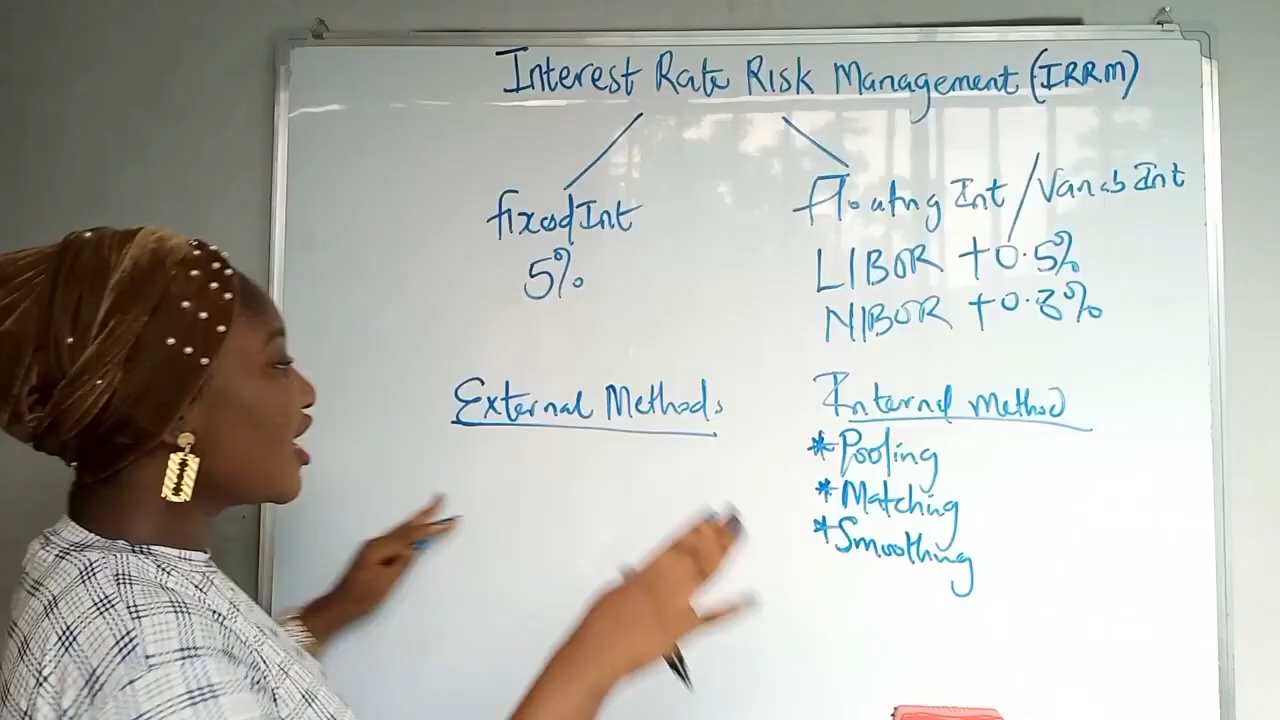 Interest Rate Risk Management (IRRM)
fixed Int
5%
Floating Int / Variab Int
LIBOR + 0.5%
NIBOR + 0.8%
External Methods
Internal method
* Pooling
* Matching
* Smoothing